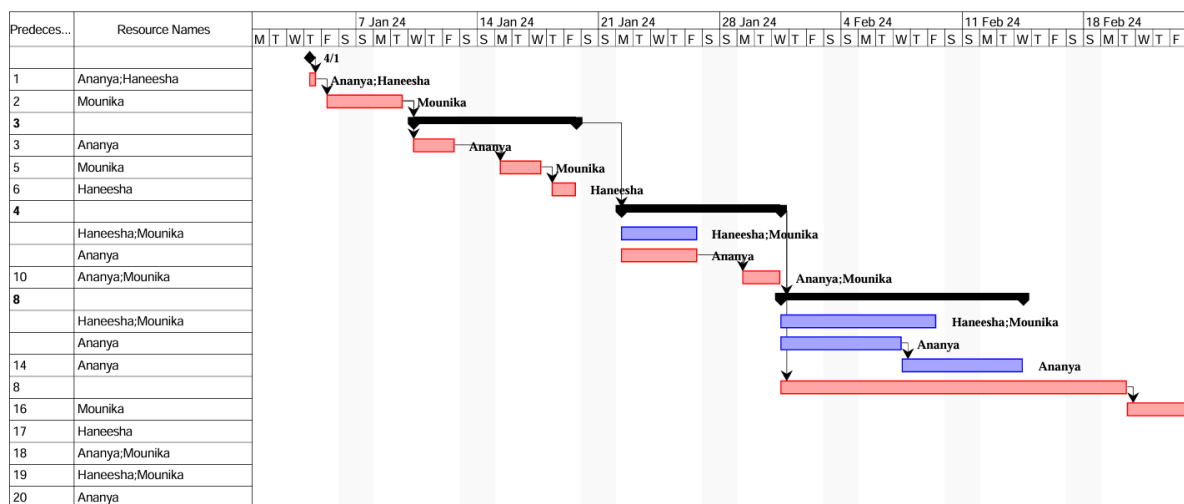 7 Jan 24 14 Jan 24 21 Jan 24 28 Jan 24 4 Feb 24 11 Feb 24 18 Feb 24
Predeces... Resource Names
M T W T F S S M T W T F S S M T W T F S S M T W T F S S M T W T F S S M T W T F S S M T W T F S S M T W T F
4/1
1 Ananya;Haneesha Ananya;Haneesha
2 Mounika Mounika
3
3 Ananya Ananya
5 Mounika Mounika
6 Haneesha Haneesha
4
Haneesha;Mounika Haneesha;Mounika
Ananya Ananya
10 Ananya;Mounika Ananya;Mounika
8
Haneesha;Mounika Haneesha;Mounika
Ananya Ananya
14 Ananya Ananya
8
16 Mounika
17 Haneesha
18 Ananya;Mounika
19 Haneesha;Mounika
20 Ananya